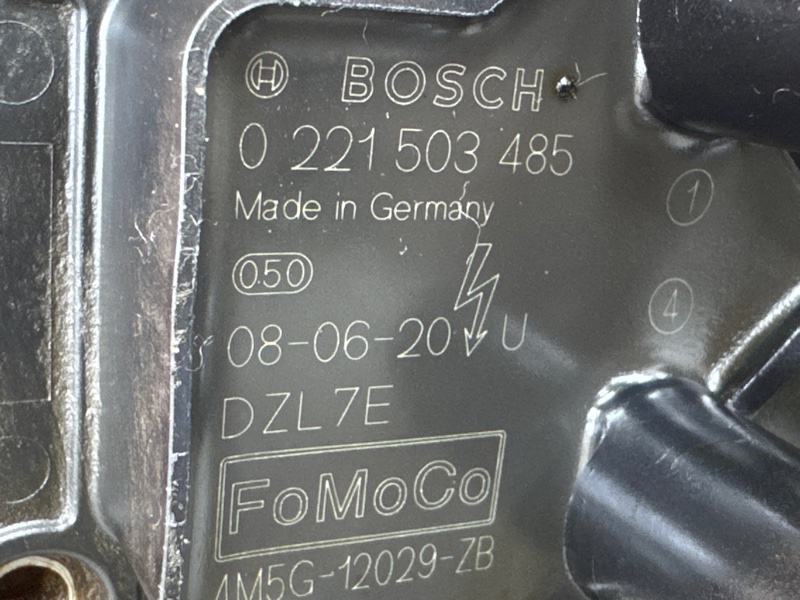 BOSCH
0 221 503 485
Made in Germany
1
050
4
08-06-20 U
DZL7E
FoMoCo
4M5G-12029-ZB